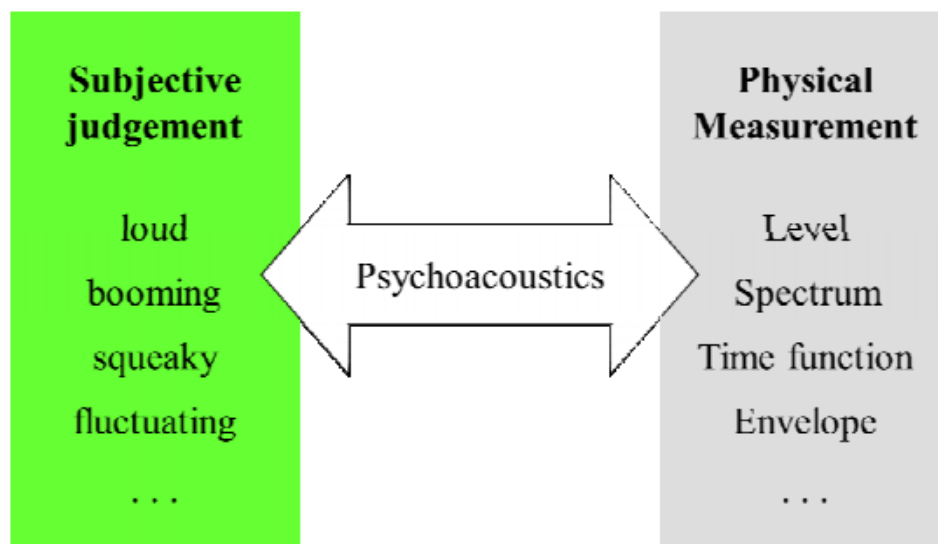 Subjective
judgement
loud
booming
squeaky
fluctuating
. . .
Psychoacoustics
Physical
Measurement
Level
Spectrum
Time function
Envelope
. . .